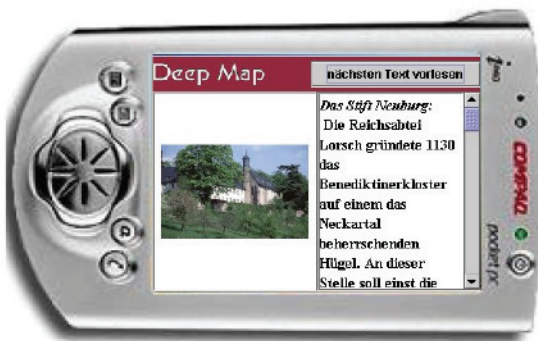 Deep Map
nächsten Text vorlesen
Das Stift Neuburg:
Die Reichsabtei
Lorsch gründete 1130
das
Benediktinerkloster
auf einem das
Neckartal
beherrschenden
Hügel. An dieser
Stelle soll einst die
iPAQ
COMPAQ
pocket pc